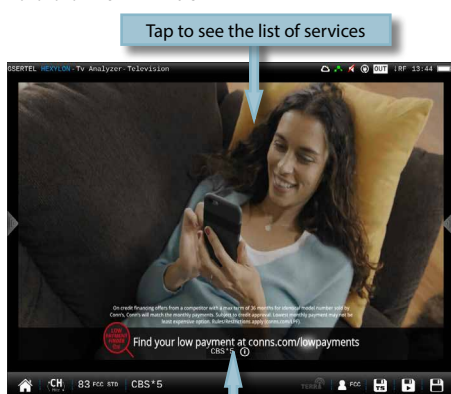 Tap to see the list of services
GSERTEL HEXYLON-Tv Analyzer-Television
OUT ↓RF 13:44
On credit financing offers from a competitor with a max term of 36 months for identical model number sold by
Conn's, Conn's will match the monthly payments. Subject to credit approval. Lowest monthly payment may not be
least expensive option. Rules/restrictions apply (conns.com/LPF).
LOW
PAYMENT
Find your low payment at conns.com/lowpayments
CBS*5
CH
83 FCC STD
CBS*5
TERRA
FCC
TS